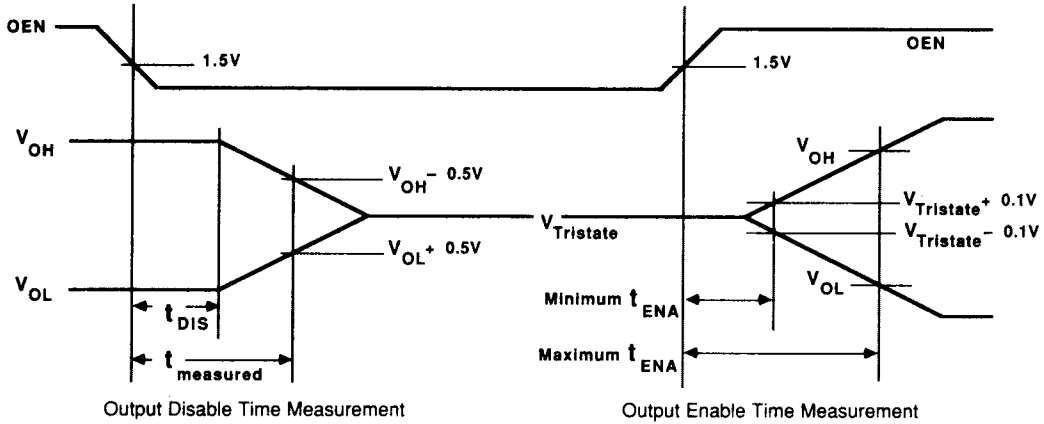 OEN
1.5V
OEN
1.5V
VOH
VOH – 0.5V
VOL + 0.5V
VOL
tDIS
tmeasured
Output Disable Time Measurement
VTristate
VOH
VTristate + 0.1V
VTristate – 0.1V
VOL
Minimum tENA
Maximum tENA
Output Enable Time Measurement